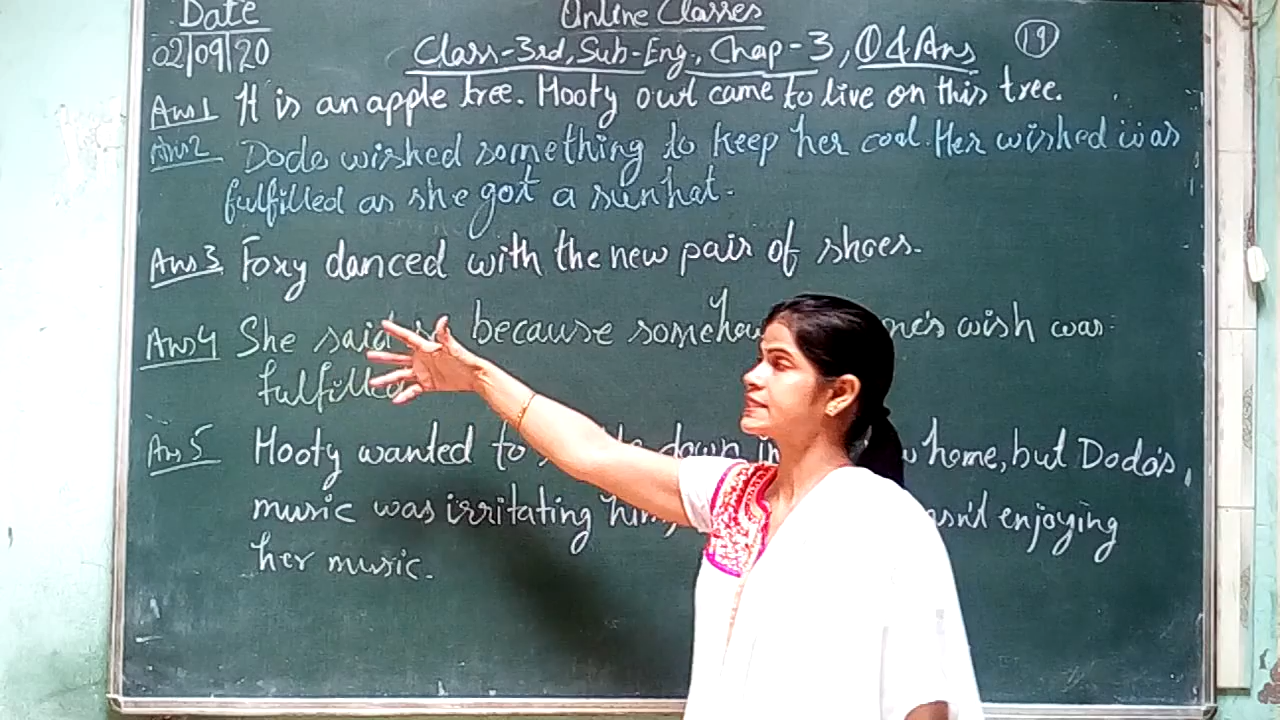 Date
02/09/20
Online Classes
Class-3rd, Sub-Eng., Chap-3, Q4 Ans
19
Ans1 It is an apple tree. Hooty owl came to live on this tree.
Ans2 Dodo wished something to keep her cool. Her wished was
fulfilled as she got a sunhat.
Ans3 Foxy danced with the new pair of shoes.
Ans4 She said because wish was
fulfilled
Ans5 Hooty wanted to down home, but Dodo's,
music was irritating enjoying
her music.